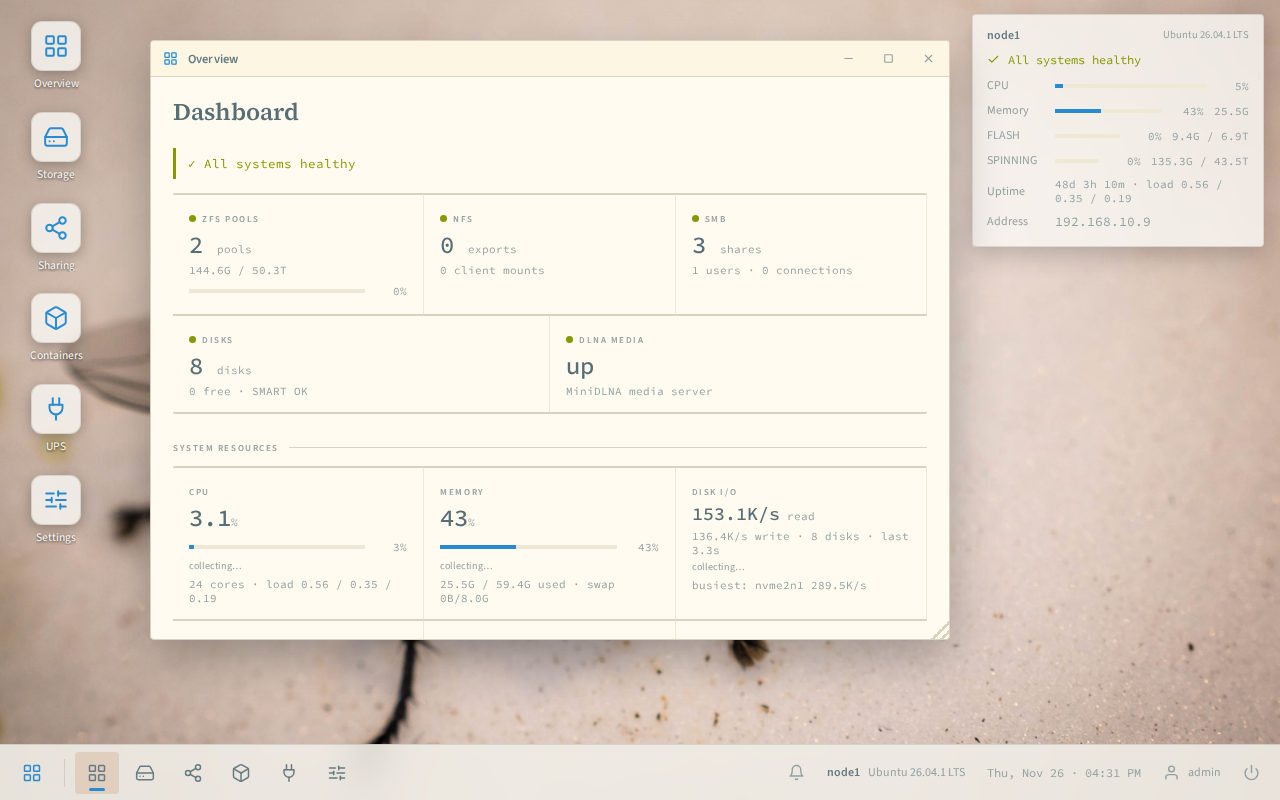 Overview
Storage
Sharing
Containers
UPS
Settings
Overview
Dashboard
✓ All systems healthy
ZFS POOLS
2 pools
144.6G / 50.3T
0%
NFS
0 exports
0 client mounts
SMB
3 shares
1 users · 0 connections
DISKS
8 disks
0 free · SMART OK
DLNA MEDIA
up
MiniDLNA media server
SYSTEM RESOURCES
CPU
3.1%
3%
collecting…
24 cores · load 0.56 / 0.35 /
0.19
MEMORY
43%
43%
collecting…
25.5G / 59.4G used · swap
0B/8.0G
DISK I/O
153.1K/s read
136.4K/s write · 8 disks · last
3.3s
collecting…
busiest: nvme2n1 289.5K/s
node1 Ubuntu 26.04.1 LTS
All systems healthy
CPU 5%
Memory 43% 25.5G
FLASH 0% 9.4G / 6.9T
SPINNING 0% 135.3G / 43.5T
Uptime 48d 3h 10m · load 0.56 /
0.35 / 0.19
Address 192.168.10.9
node1 Ubuntu 26.04.1 LTS
Thu, Nov 26 · 04:31 PM
admin